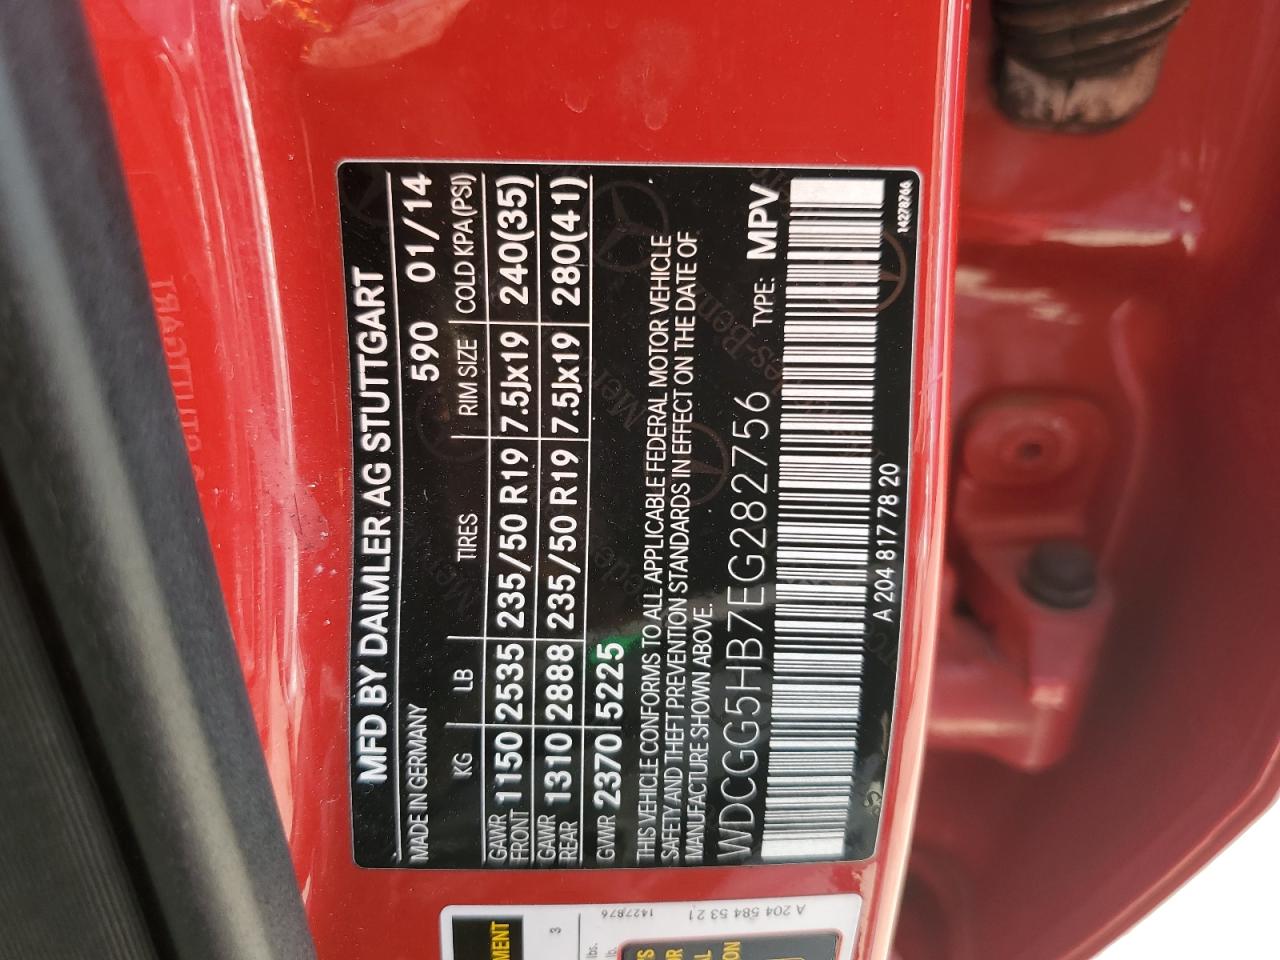 MFD BY DAIMLER AG STUTTGART
MADE IN GERMANY 590 01/14
KG LB TIRES RIM SIZE COLD KPA(PSI)
GAWR FRONT 1150 2535 235/50 R19 7.5Jx19 240(35)
GAWR REAR 1310 2888 235/50 R19 7.5Jx19 280(41)
GVWR 2370 5225
THIS VEHICLE CONFORMS TO ALL APPLICABLE FEDERAL MOTOR VEHICLE
SAFETY AND THEFT PREVENTION STANDARDS IN EFFECT ON THE DATE OF
MANUFACTURE SHOWN ABOVE.
WDCGG5HB7EG282756 TYPE: MPV
A 204 817 78 20
14278766
A 204 584 53 21
1427876
3
lbs.
lb.